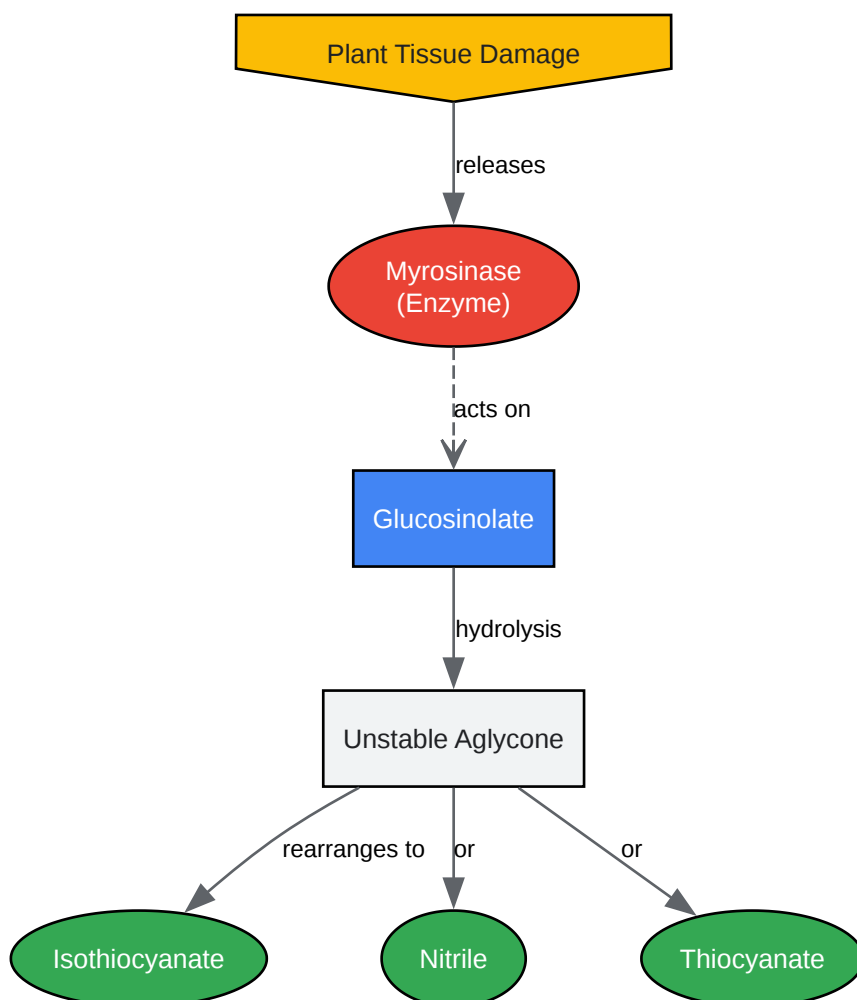 Plant Tissue Damage
releases
Myrosinase
(Enzyme)
acts on
Glucosinolate
hydrolysis
Unstable Aglycone
rearranges to
or
or
Isothiocyanate
Nitrile
Thiocyanate